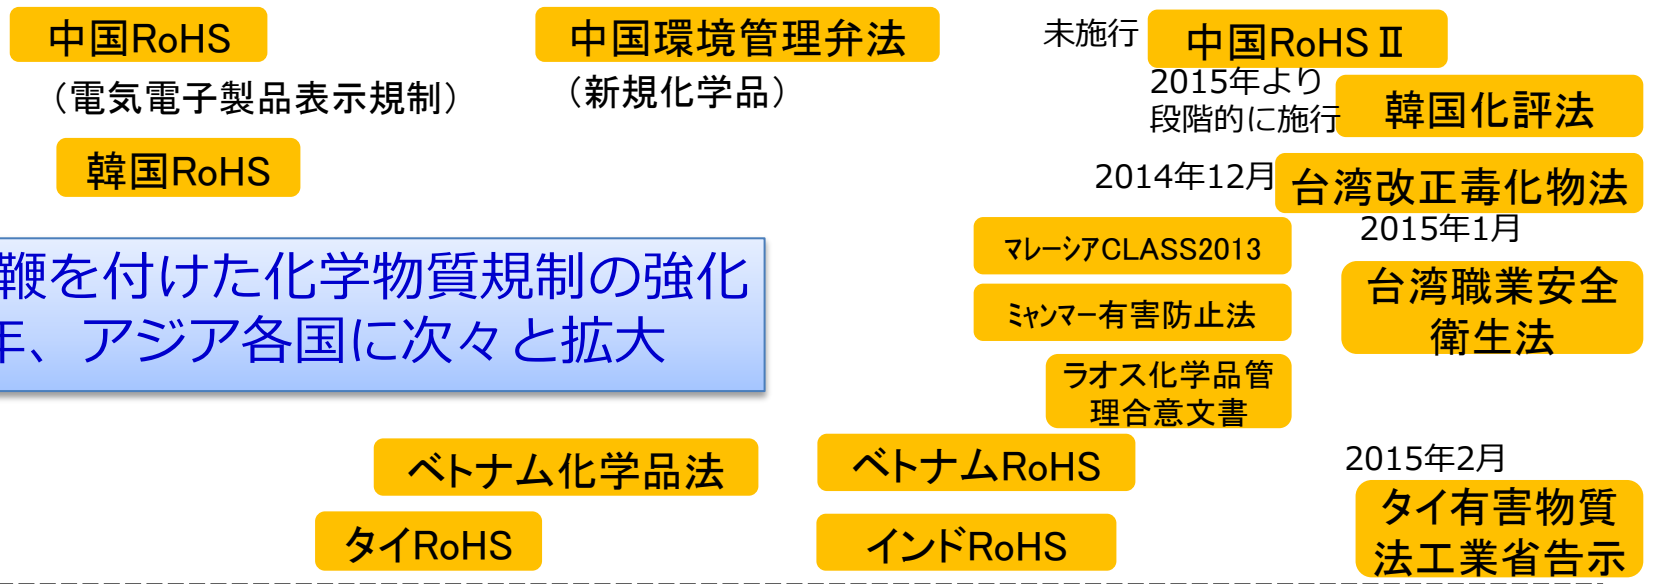 中国RoHS
(電気電子製品表示規制)
韓国RoHS
中国環境管理弁法
(新規化学品)
未施行
中国RoHSⅡ
2015年より
段階的に施行
韓国化評法
2014年12月
台湾改正毒化物法
2015年1月
台湾職業安全
衛生法
ﾏﾚｰｼｱCLASS2013
ﾐｬﾝﾏｰ有害防止法
ラオス化学品管
理合意文書
鞭を付けた化学物質規制の強化
年、アジア各国に次々と拡大
ベトナム化学品法
ベトナムRoHS
タイRoHS
インドRoHS
2015年2月
タイ有害物質
法工業省告示